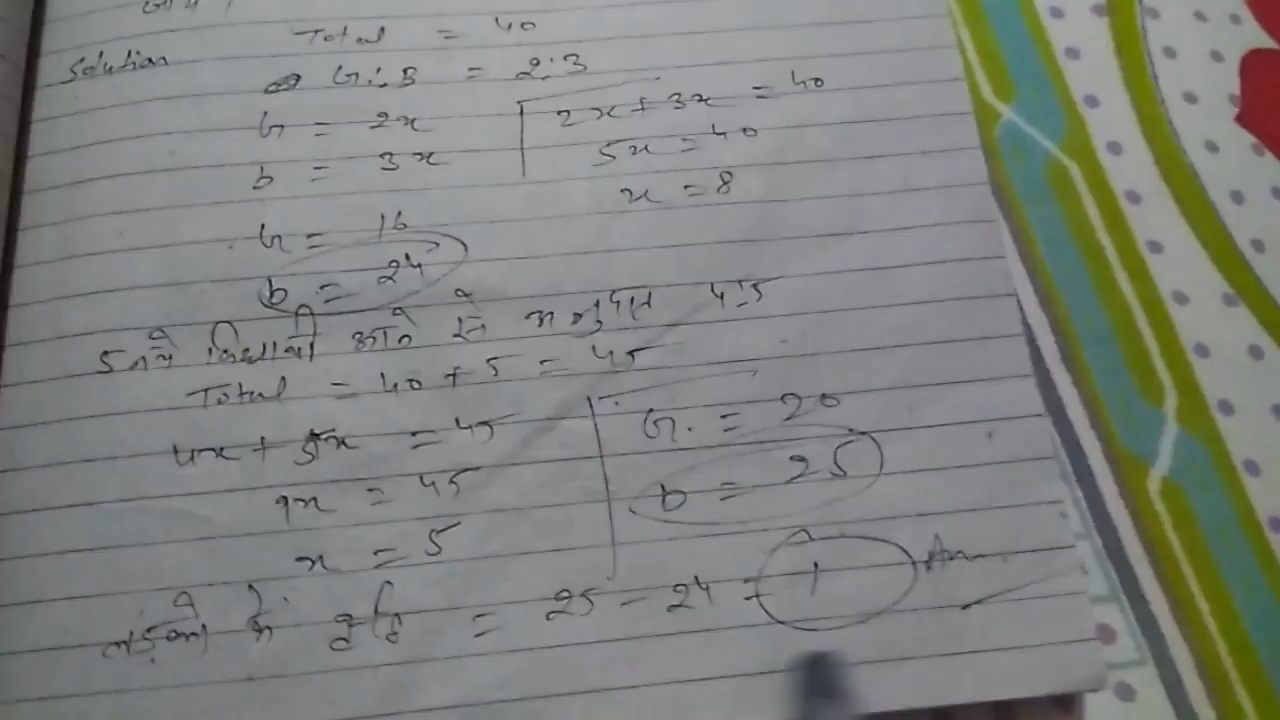 Total = 40
Solution
G:B = 2:3
G = 2x
2x + 3x = 40
b = 3x
5x = 40
x = 8
G = 16
b = 24
5 नये विद्यार्थी आने से अनुपात 4:5
Total = 40 + 5 = 45
4x + 5x = 45
G. = 20
9x = 45
b = 25
x = 5
लड़को में वृद्धि = 25 - 24 = 1 An